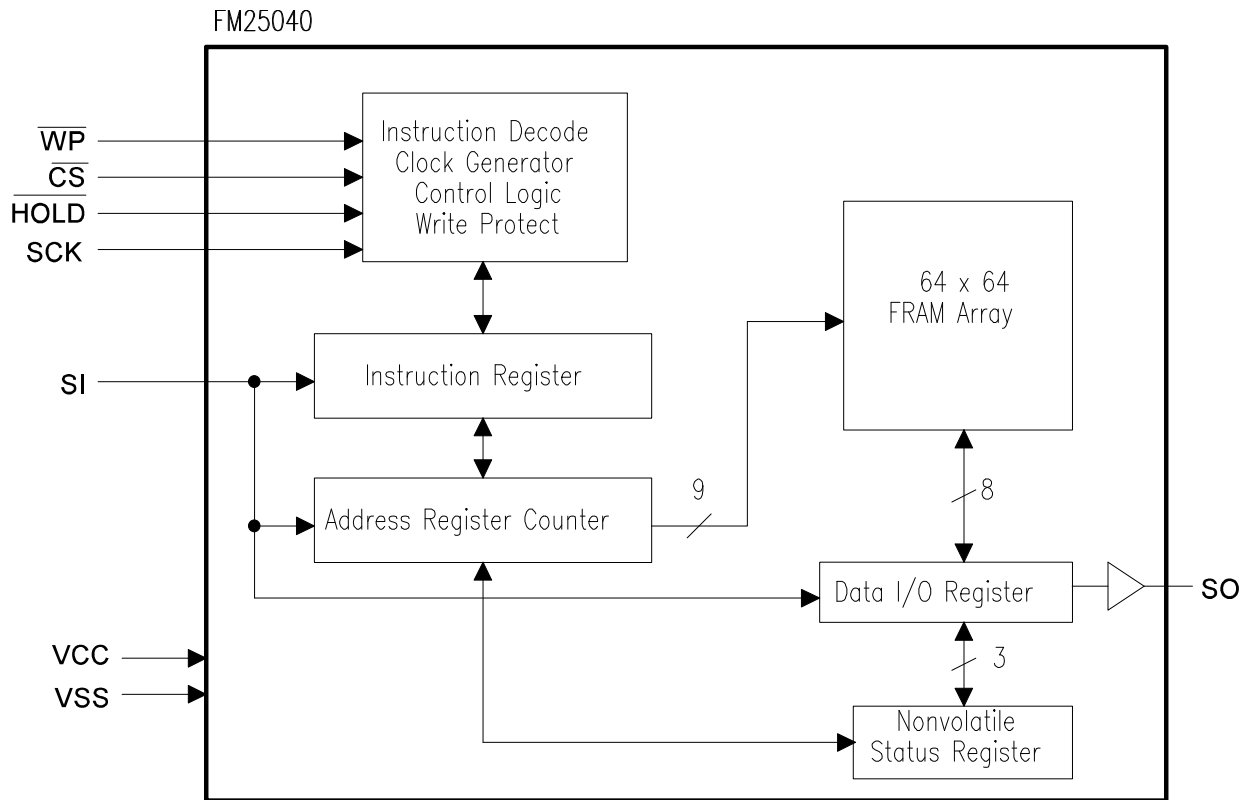 FM25040
WP
CS
HOLD
SCK
Instruction Decode
Clock Generator
Control Logic
Write Protect
64 x 64
FRAM Array
SI
Instruction Register
Address Register Counter
9
8
Data I/O Register
SO
VCC
VSS
3
Nonvolatile
Status Register